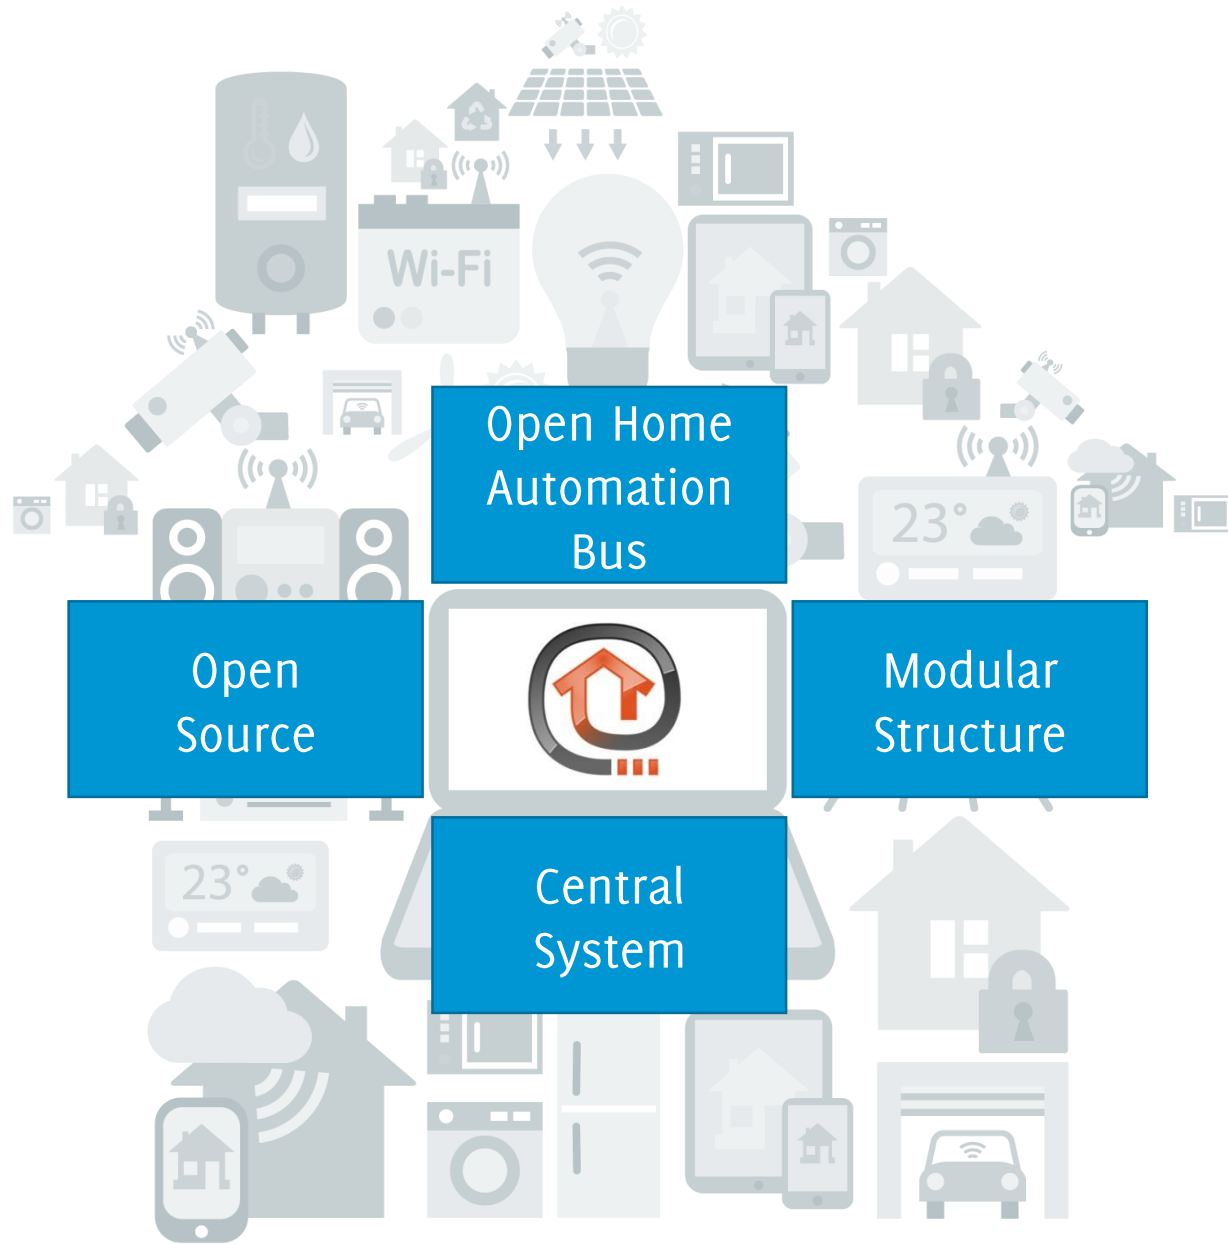 Wi-Fi
Open Home
Automation
Bus
23°
Open
Source
Modular
Structure
23°
Central
System